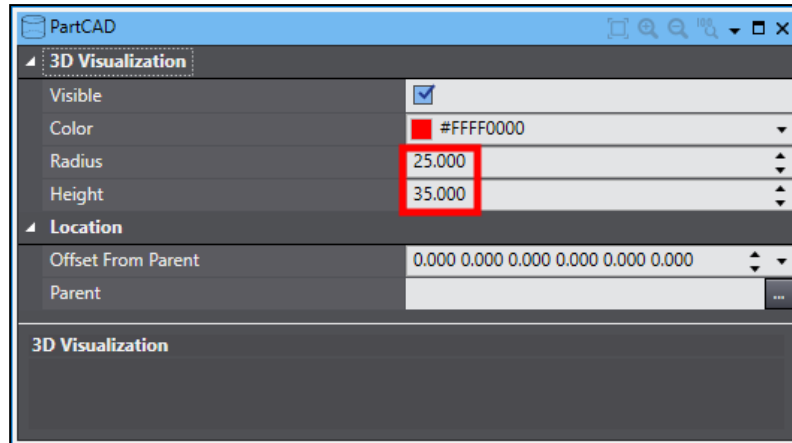 PartCAD
3D Visualization
Visible
Color #FFFF0000
Radius 25.000
Height 35.000
Location
Offset From Parent 0.000 0.000 0.000 0.000 0.000 0.000
Parent ...
3D Visualization